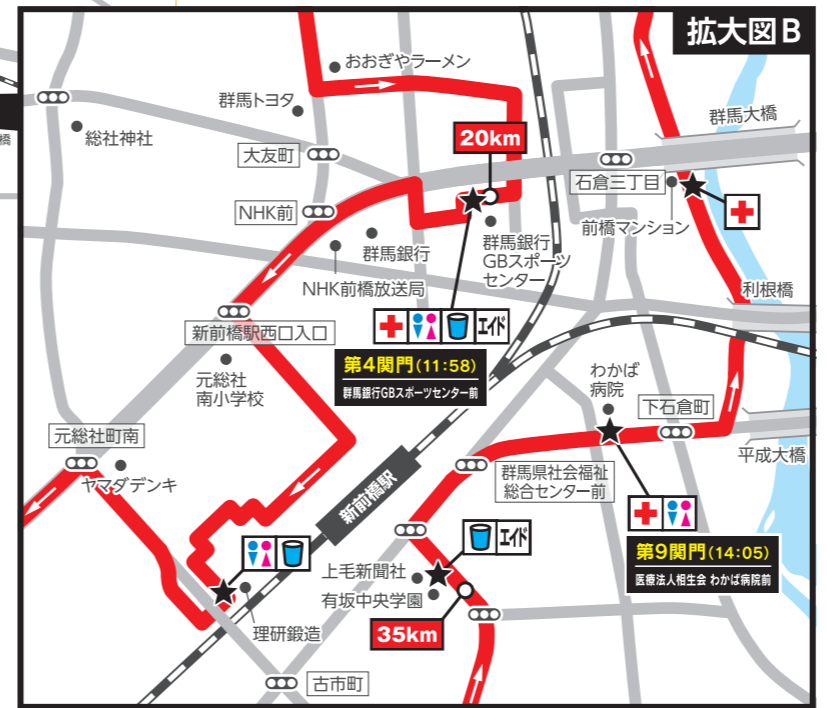 拡大図B
おおぎやラーメン
群馬トヨタ
群馬大橋
橋
総社神社
20km
大友町
石倉三丁目
NHK前
前橋マンション
群馬銀行
群馬銀行
GBスポーツ
センター
NHK前橋放送局
利根橋
エイド
新前橋駅西口入口
第4関門(11:58)
群馬銀行GBスポーツセンター前
元総社
南小学校
わかば
病院
下石倉町
元総社町南
平成大橋
ヤマダデンキ
群馬県社会福祉
総合センター前
新前橋駅
エイド
第9関門(14:05)
医療法人相生会 わかば病院前
上毛新聞社
有坂中央学園
理研鍛造
35km
古市町